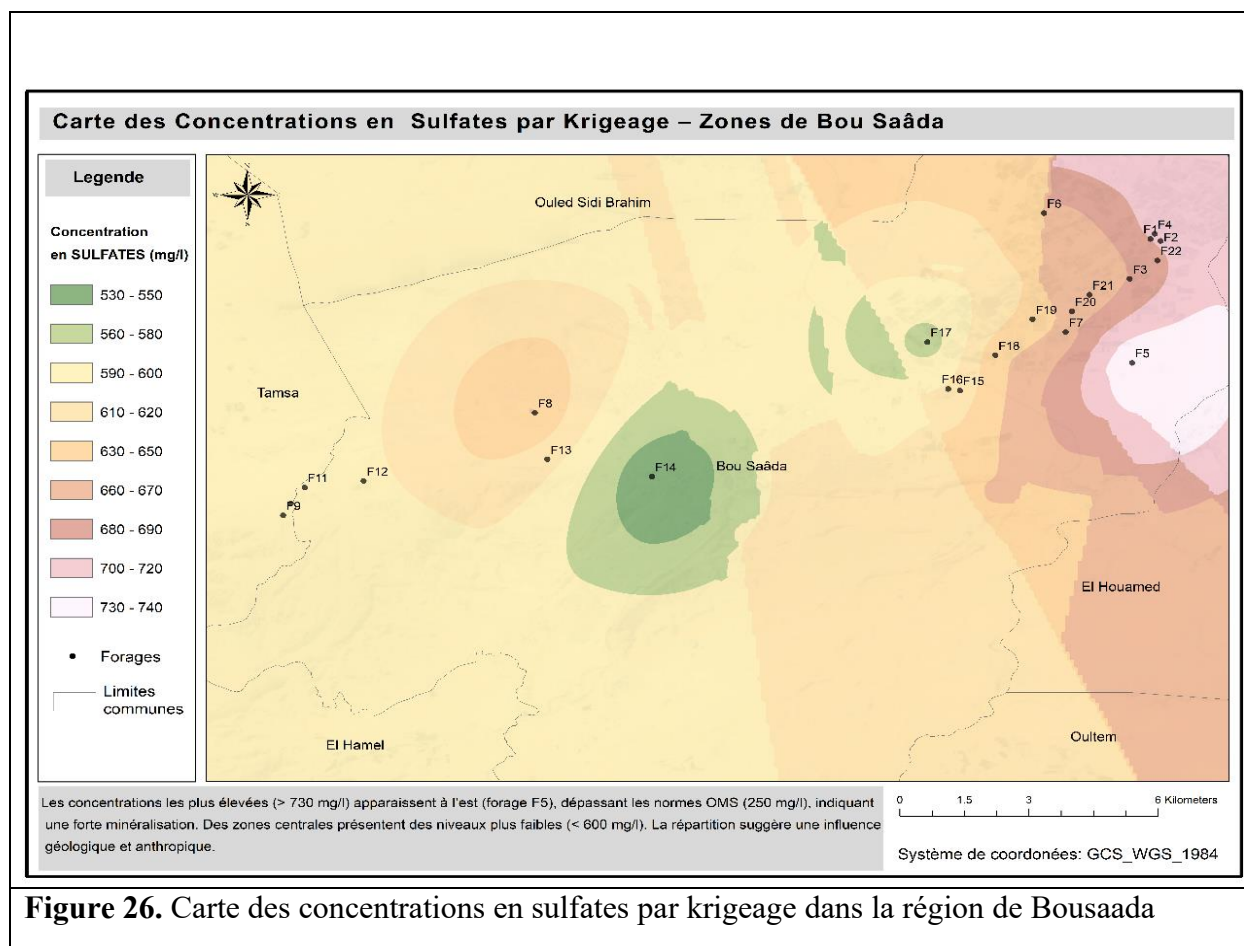 Carte des Concentrations en Sulfates par Krigeage – Zones de Bou Saâda
Legende
Concentration
en SULFATES (mg/l)
530 - 550
560 - 580
590 - 600
610 - 620
630 - 650
660 - 670
680 - 690
700 - 720
730 - 740
Forages
Limites
communes
Ouled Sidi Brahim
F6
F4
F1
F2
F22
F3
F21
F20
F19
F7
F17
F18
F5
F16
F15
Tamsa
F8
F13
F14
Bou Saâda
F12
F11
F9
El Houamed
El Hamel
Oultem
Les concentrations les plus élevées (> 730 mg/l) apparaissent à l'est (forage F5), dépassant les normes OMS (250 mg/l), indiquant
une forte minéralisation. Des zones centrales présentent des niveaux plus faibles (< 600 mg/l). La répartition suggère une influence
géologique et anthropique.
0 1.5 3 6 Kilometers
Système de coordonées: GCS_WGS_1984
Figure 26. Carte des concentrations en sulfates par krigeage dans la région de Bousaada